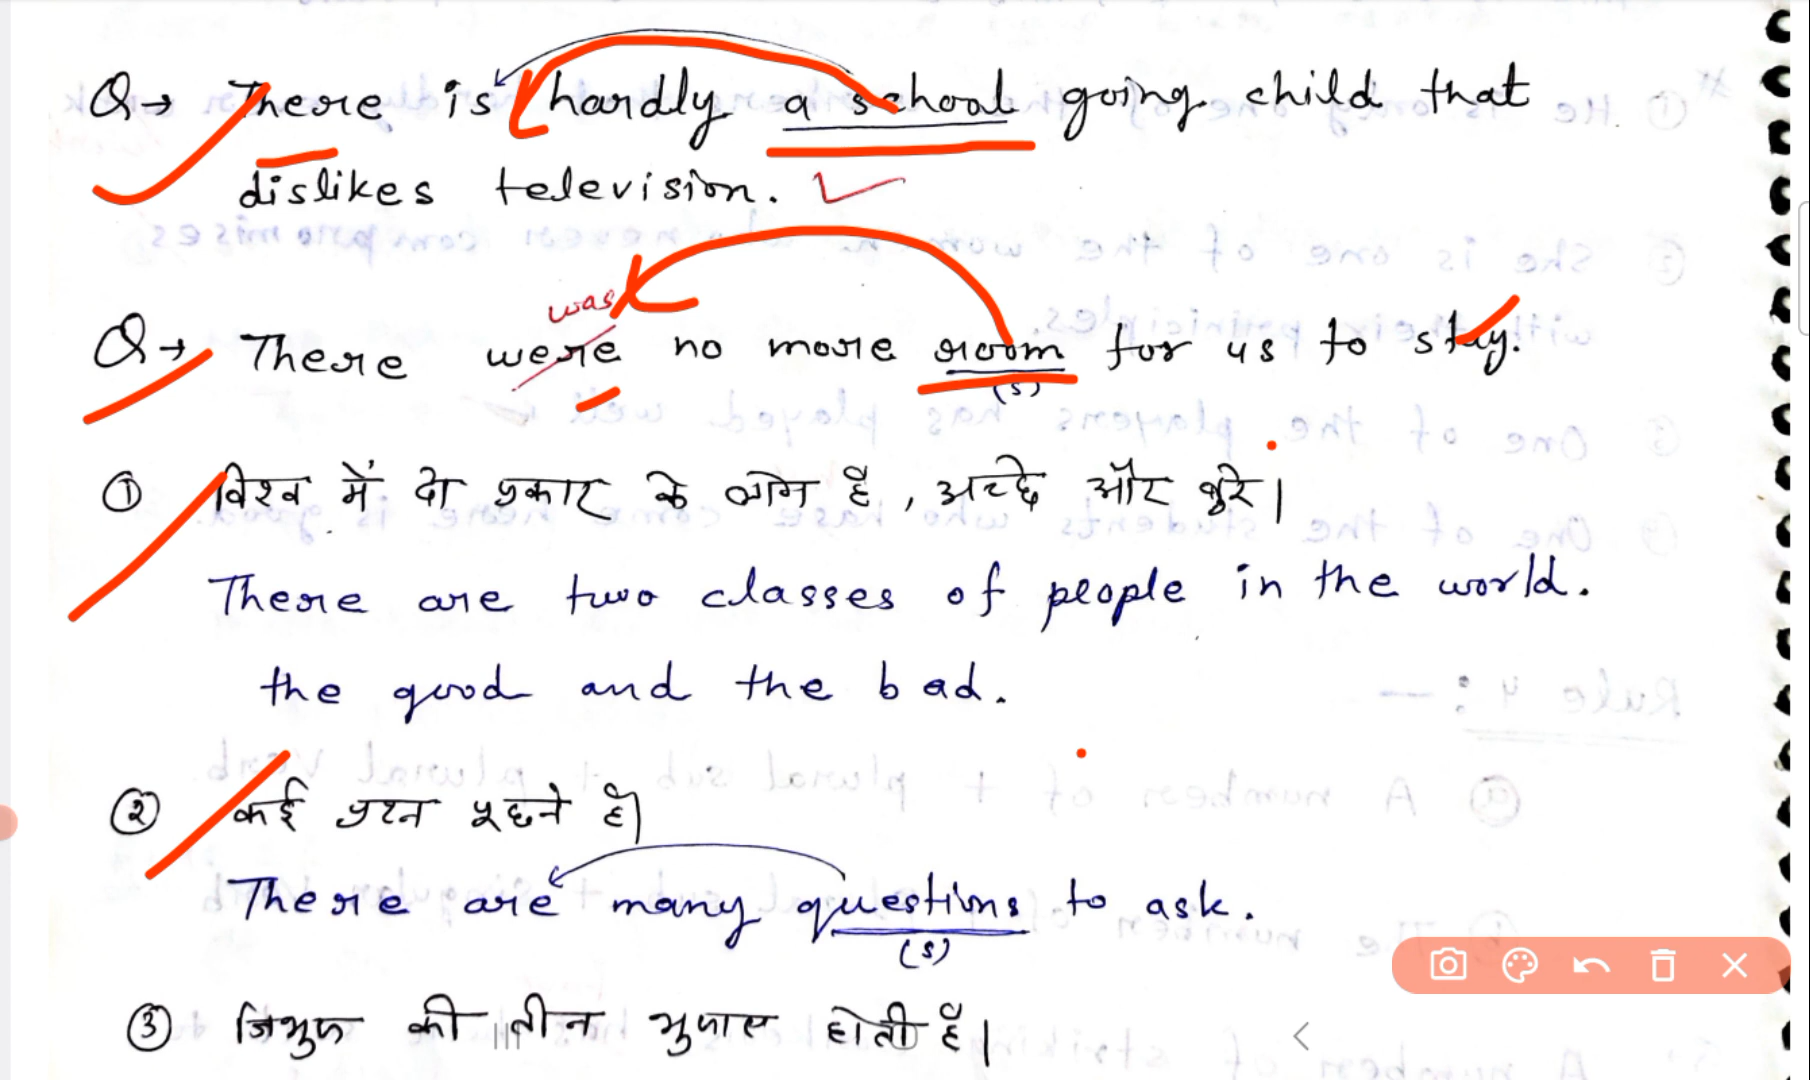 Q→ There is hardly a school going child that
dislikes television.
was
Q→ There were no more room for us to stay.
(S)
① विश्व में दो प्रकार के लोग हैं, अच्छे और बुरे।
There are two classes of people in the world.
the good and the bad.
② कई प्रश्न पूछने हैं।
There are many questions to ask.
(S)
③ त्रिभुज की तीन भुजाएँ होती हैं।